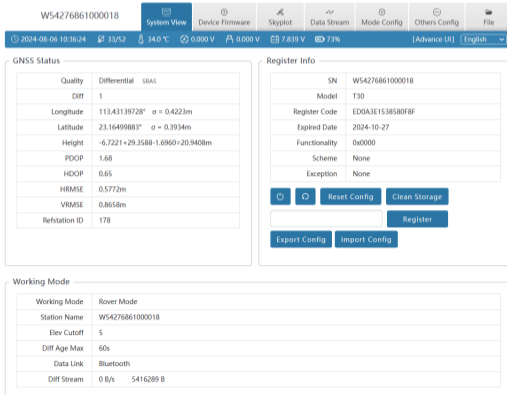 W54276861000018
System View
Device Firmware
Skyplot
Data Stream
Mode Config
Others Config
File
2024-08-06 10:36:24 33/52 34.0 ℃ 0.000 V 0.000 V 7.839 V 73% [Advance UI] English
GNSS Status
Quality Differential SBAS
Diff 1
Longitude 113.43139728° σ = 0.4223m
Latitude 23.16499883° σ = 0.3934m
Height -6.7221+29.3588-1.6960=20.9408m
PDOP 1.68
HDOP 0.65
HRMSE 0.5772m
VRMSE 0.8658m
Refstation ID 178
Register Info
SN W54276861000018
Model T30
Register Code ED0A3E1538580F8F
Expired Date 2024-10-27
Functionality 0x0000
Scheme None
Exception None
Reset Config
Clean Storage
Register
Export Config
Import Config
Working Mode
Working Mode Rover Mode
Station Name W54276861000018
Elev Cutoff 5
Diff Age Max 60s
Data Link Bluetooth
Diff Stream 0 B/s 5416289 B